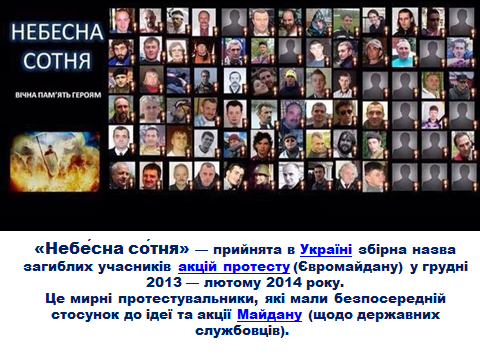 НЕБЕСНА
СОТНЯ
ВІЧНА ПАМ'ЯТЬ ГЕРОЯМ
«Небе́сна со́тня» — прийнята в Україні збірна назва
загиблих учасників акцій протесту (Євромайдану) у грудні
2013 — лютому 2014 року.
Це мирні протестувальники, які мали безпосередній
стосунок до ідеї та акції Майдану (щодо державних
службовців).